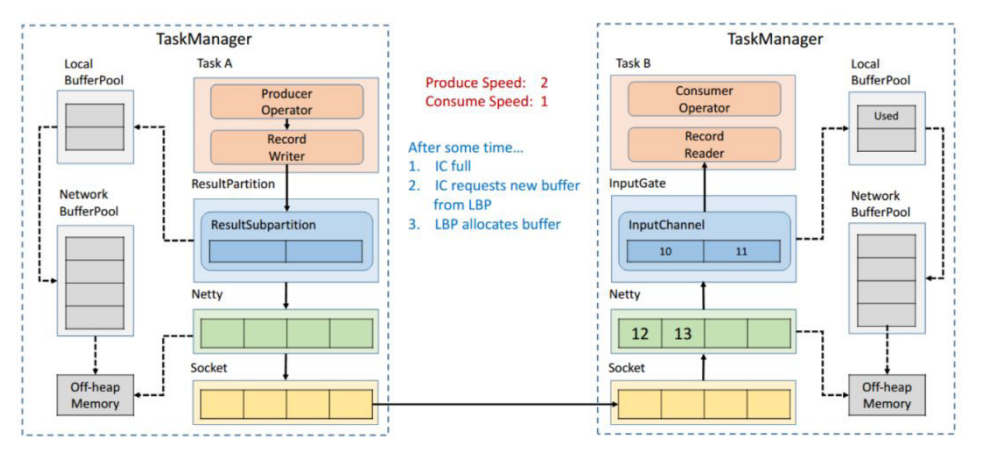 TaskManager
Local
BufferPool
Task A
Producer
Operator
Record
Writer
ResultPartition
Network
BufferPool
ResultSubpartition
Netty
Socket
Off-heap
Memory
Produce Speed: 2
Consume Speed: 1
After some time...
1. IC full
2. IC requests new buffer
from LBP
3. LBP allocates buffer
TaskManager
Task B
Local
BufferPool
Consumer
Operator
Used
Record
Reader
InputGate
Network
BufferPool
InputChannel
10 11
Netty
12 13
Socket
Off-heap
Memory